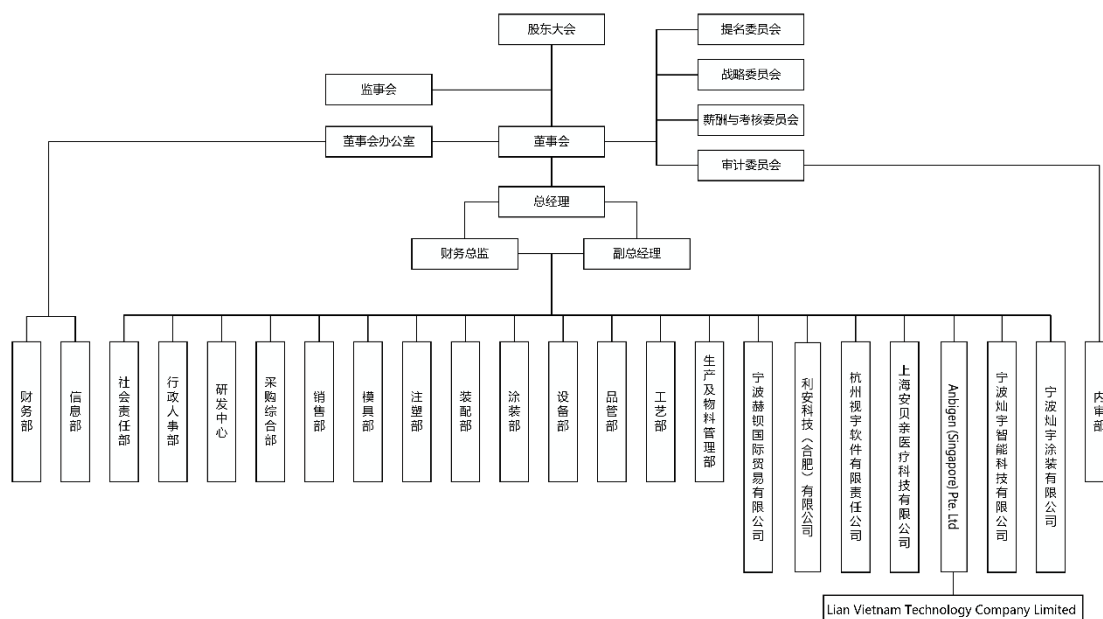 股东大会
提名委员会
战略委员会
监事会
薪酬与考核委员会
董事会办公室
董事会
审计委员会
总经理
财务总监
副总经理
财务部
信息部
社会责任部
行政人事部
研发中心
采购综合部
销售部
模具部
注塑部
装配部
涂装部
设备部
品管部
工艺部
生产及物料管理部
宁波赫钡国际贸易有限公司
利安科技（合肥）有限公司
杭州视宇软件有限责任公司
上海安贝亲医疗科技有限公司
Anbigen (Singapore) Pte. Ltd
宁波灿宇智能科技有限公司
宁波灿宇涂装有限公司
内审部
Lian Vietnam Technology Company Limited